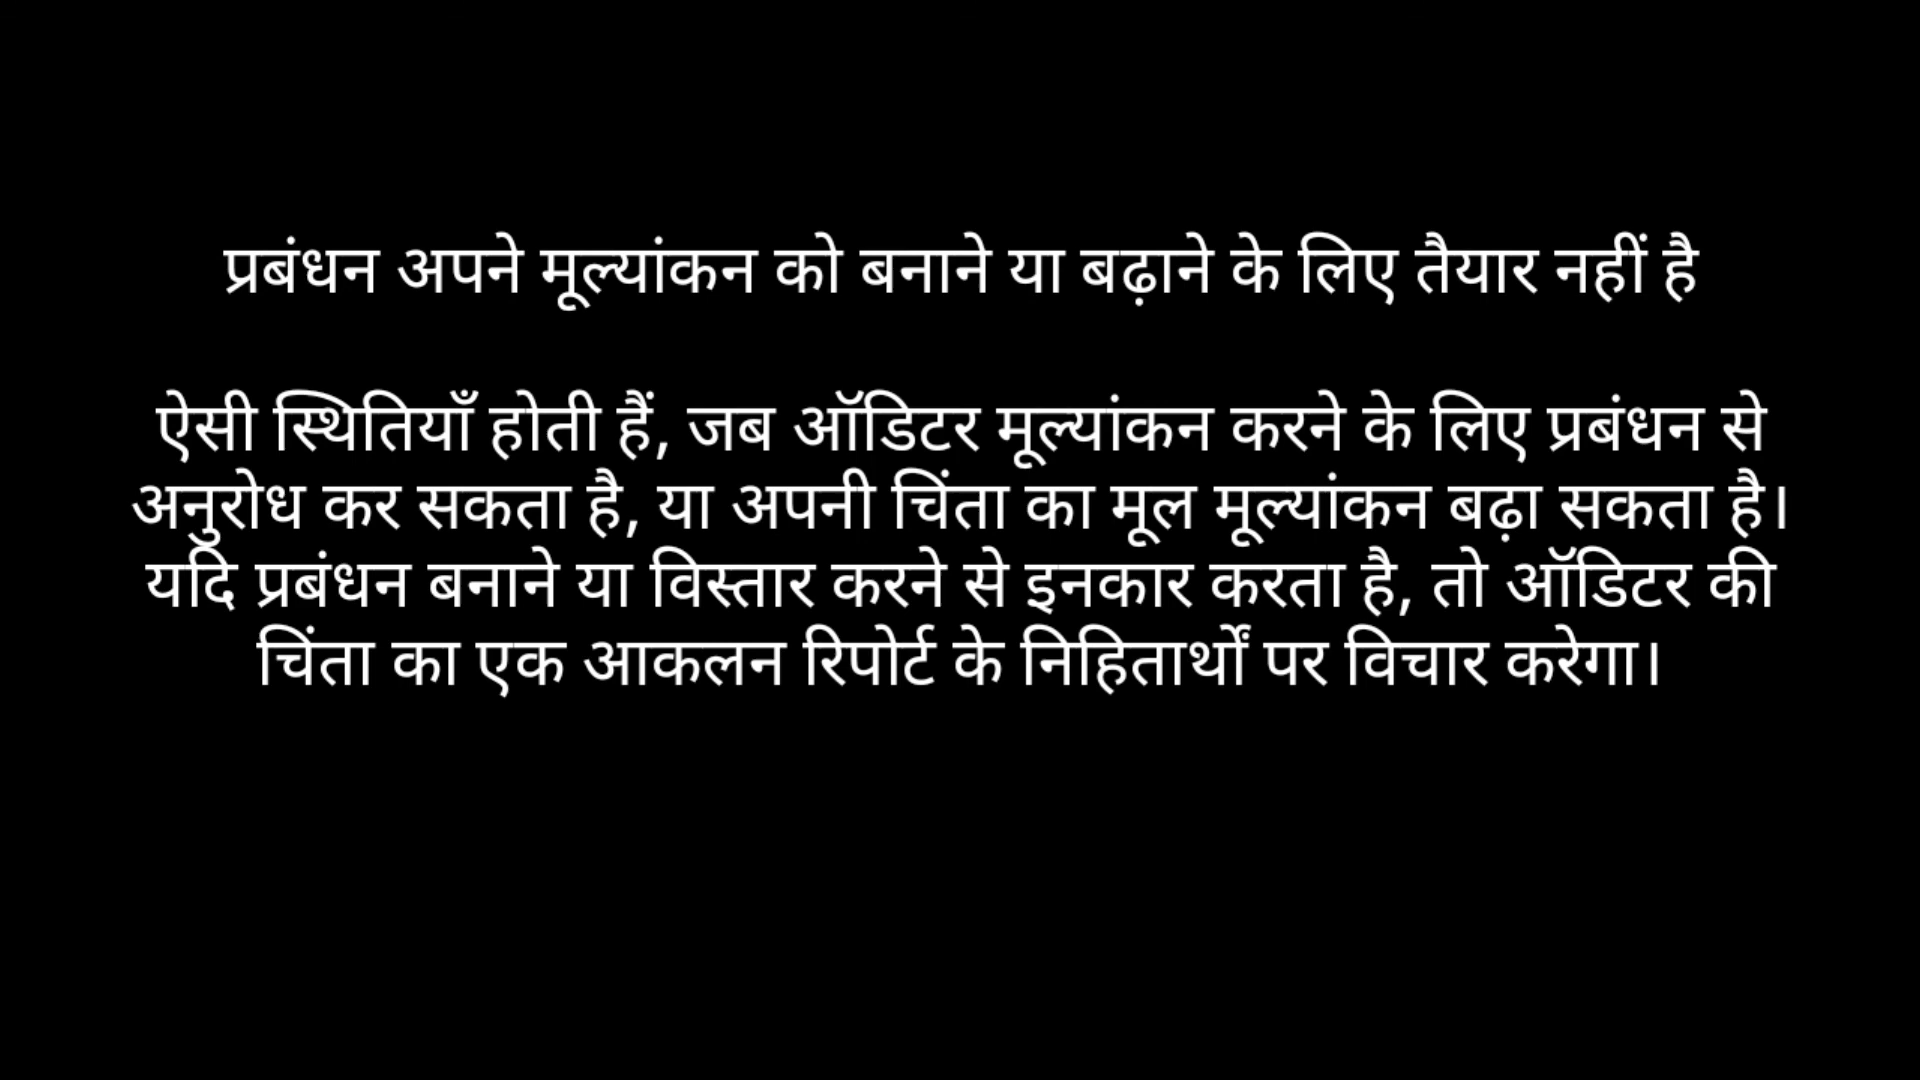 प्रबंधन अपने मूल्यांकन को बनाने या बढ़ाने के लिए तैयार नहीं है
ऐसी स्थितियाँ होती हैं, जब ऑडिटर मूल्यांकन करने के लिए प्रबंधन से
अनुरोध कर सकता है, या अपनी चिंता का मूल मूल्यांकन बढ़ा सकता है।
यदि प्रबंधन बनाने या विस्तार करने से इनकार करता है, तो ऑडिटर की
चिंता का एक आकलन रिपोर्ट के निहितार्थों पर विचार करेगा।